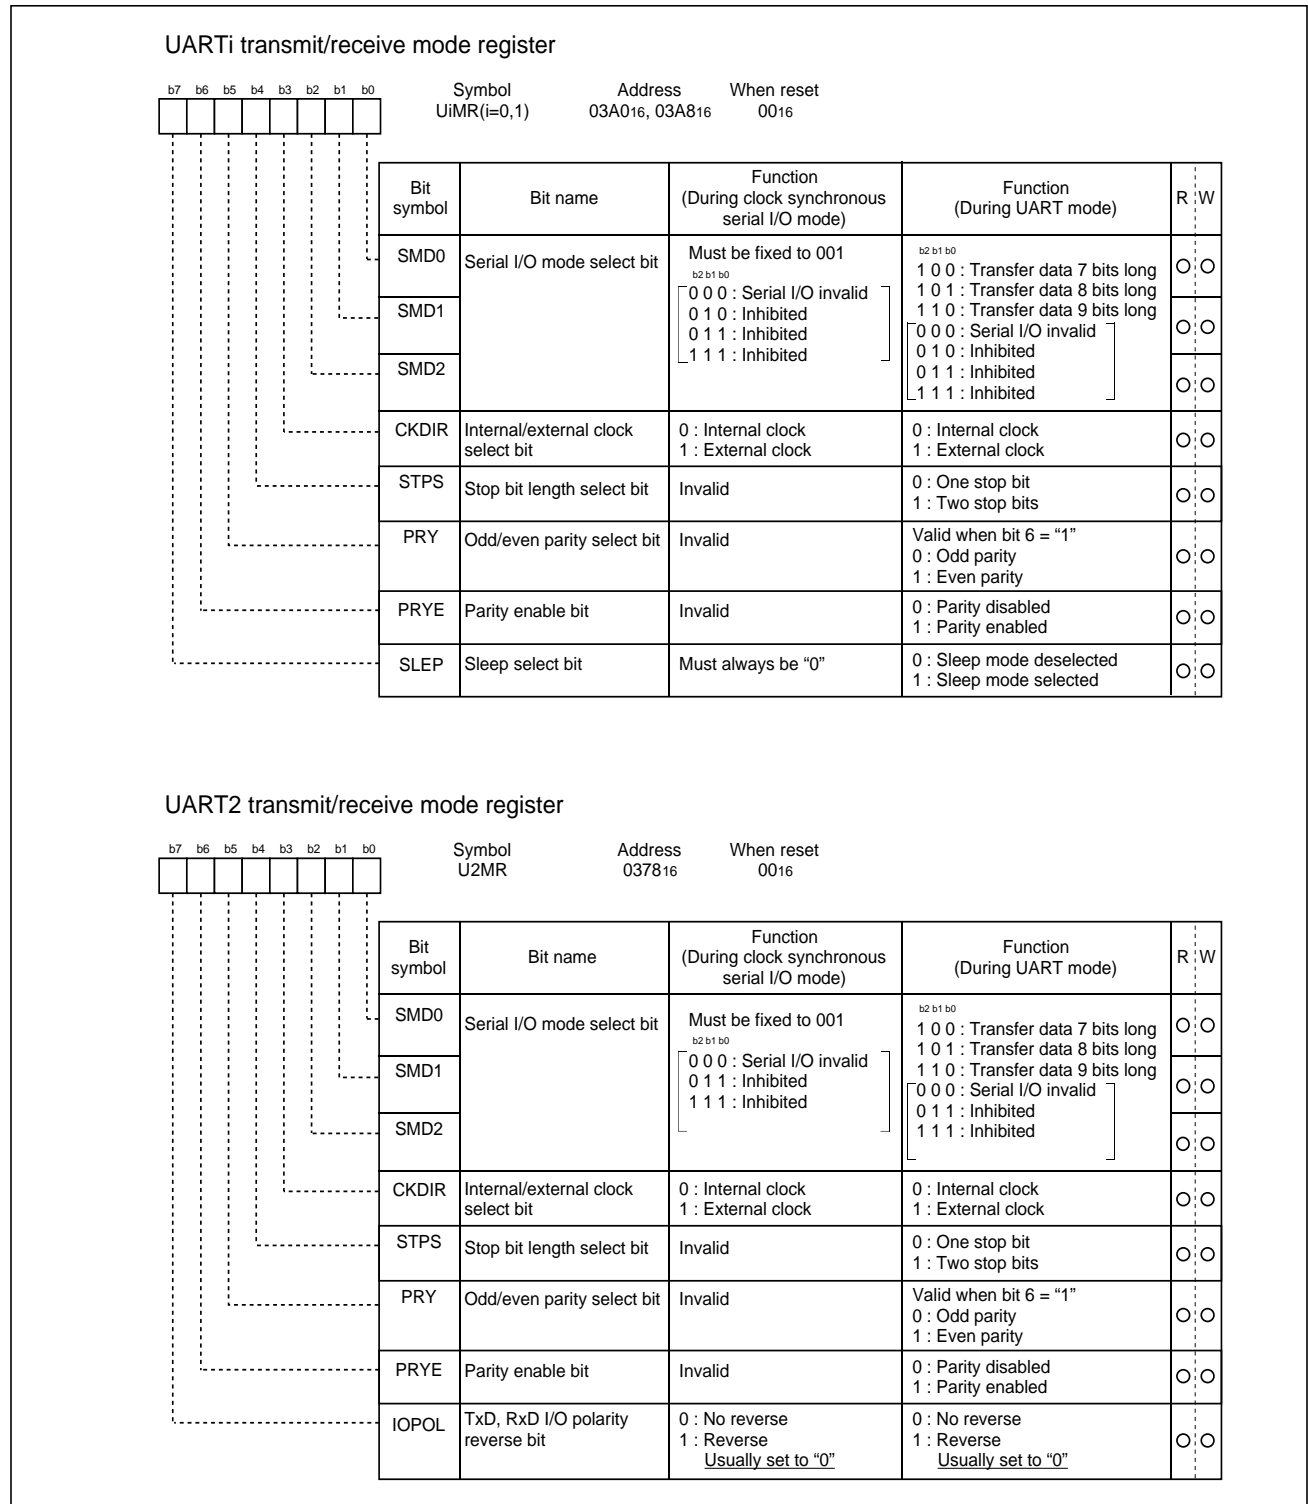 UARTi transmit/receive mode register
b7 b6 b5 b4 b3 b2 b1 b0
Symbol Address When reset
UiMR(i=0,1) 03A016, 03A816 0016
Bit symbol Bit name Function (During clock synchronous serial I/O mode) Function (During UART mode) R W
SMD0 Serial I/O mode select bit
SMD1
SMD2
Must be fixed to 001
b2 b1 b0
0 0 0 : Serial I/O invalid
0 1 0 : Inhibited
0 1 1 : Inhibited
1 1 1 : Inhibited
b2 b1 b0
1 0 0 : Transfer data 7 bits long
1 0 1 : Transfer data 8 bits long
1 1 0 : Transfer data 9 bits long
0 0 0 : Serial I/O invalid
0 1 0 : Inhibited
0 1 1 : Inhibited
1 1 1 : Inhibited
CKDIR Internal/external clock select bit
0 : Internal clock
1 : External clock
0 : Internal clock
1 : External clock
STPS Stop bit length select bit Invalid
0 : One stop bit
1 : Two stop bits
PRY Odd/even parity select bit Invalid
Valid when bit 6 = “1”
0 : Odd parity
1 : Even parity
PRYE Parity enable bit Invalid
0 : Parity disabled
1 : Parity enabled
SLEP Sleep select bit Must always be “0”
0 : Sleep mode deselected
1 : Sleep mode selected
UART2 transmit/receive mode register
b7 b6 b5 b4 b3 b2 b1 b0
Symbol Address When reset
U2MR 037816 0016
Bit symbol Bit name Function (During clock synchronous serial I/O mode) Function (During UART mode) R W
SMD0 Serial I/O mode select bit
SMD1
SMD2
Must be fixed to 001
b2 b1 b0
0 0 0 : Serial I/O invalid
0 1 1 : Inhibited
1 1 1 : Inhibited
b2 b1 b0
1 0 0 : Transfer data 7 bits long
1 0 1 : Transfer data 8 bits long
1 1 0 : Transfer data 9 bits long
0 0 0 : Serial I/O invalid
0 1 1 : Inhibited
1 1 1 : Inhibited
CKDIR Internal/external clock select bit
0 : Internal clock
1 : External clock
0 : Internal clock
1 : External clock
STPS Stop bit length select bit Invalid
0 : One stop bit
1 : Two stop bits
PRY Odd/even parity select bit Invalid
Valid when bit 6 = “1”
0 : Odd parity
1 : Even parity
PRYE Parity enable bit Invalid
0 : Parity disabled
1 : Parity enabled
IOPOL TxD, RxD I/O polarity reverse bit
0 : No reverse
1 : Reverse
Usually set to “0”
0 : No reverse
1 : Reverse
Usually set to “0”